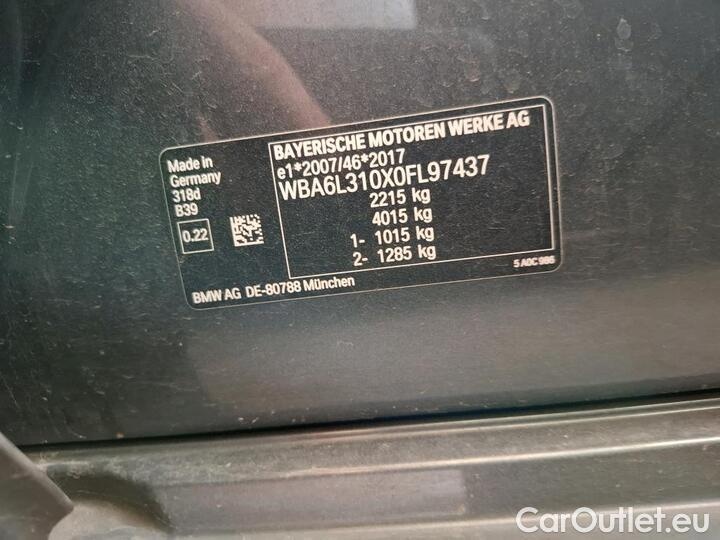 BAYERISCHE MOTOREN WERKE AG
e1*2007/46*2017
WBA6L310X0FL97437
2215 kg
4015 kg
1- 1015 kg
2- 1285 kg
Made in
Germany
318d
B39
0.22
5 A0C 986
BMW AG DE-80788 München
CarOutlet.eu